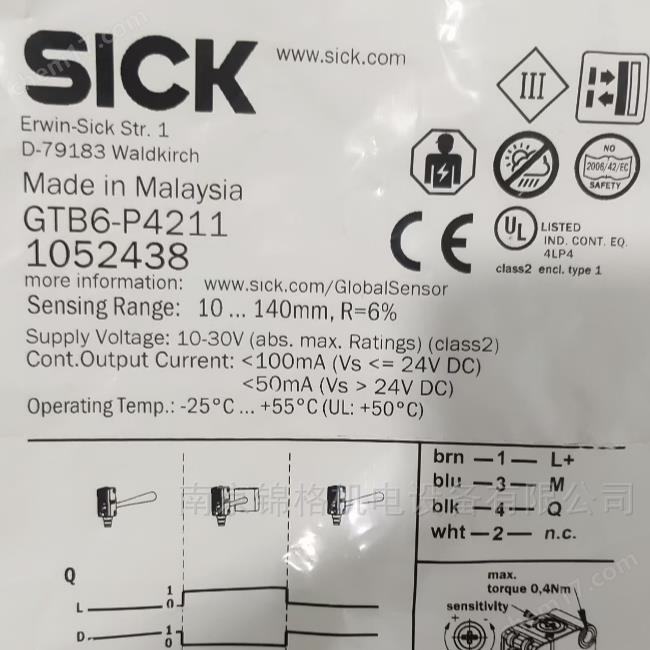 SICK
www.sick.com
III
Erwin-Sick Str. 1
D-79183 Waldkirch
NO
2006/42/EC
SAFETY
Made in Malaysia
GTB6-P4211
1052438
CE
UL
LISTED
IND. CONT. EQ.
4LP4
class2 encl. type 1
more information: www.sick.com/GlobalSensor
Sensing Range: 10 ... 140mm, R=6%
Supply Voltage: 10-30V (abs. max. Ratings) (class2)
Cont.Output Current: <100mA (Vs <= 24V DC)
<50mA (Vs > 24V DC)
Operating Temp.: -25°C ... +55°C (UL: +50°C)
brn —1— L+
blu —3— M
blk —4— Q
wht —2— n.c.
南京锦格机电设备有限公司
Q
L
1
0
D
1
0
max.
torque 0,4Nm
sensitivity
+